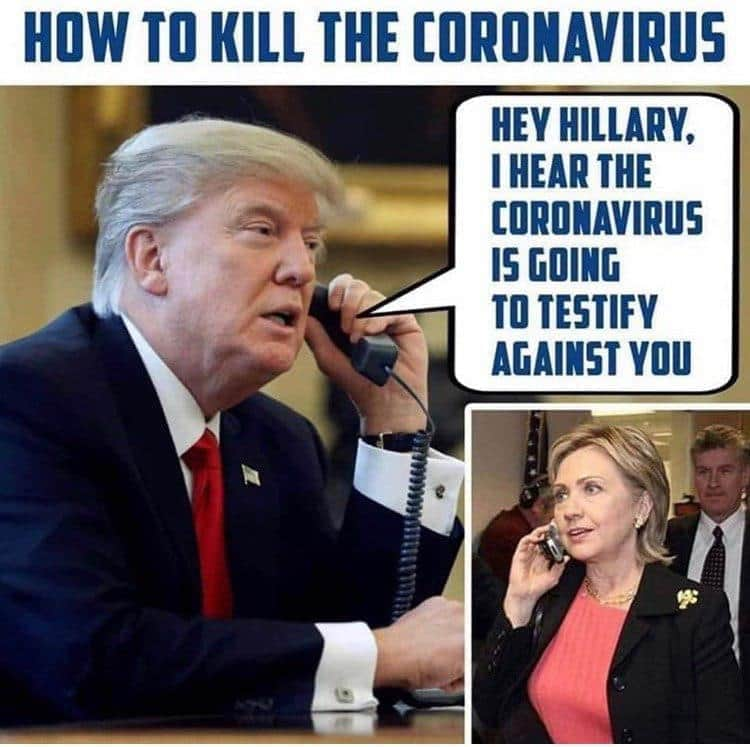 HOW TO KILL THE CORONAVIRUS
HEY HILLARY,
I HEAR THE
CORONAVIRUS
IS GOING
TO TESTIFY
AGAINST YOU